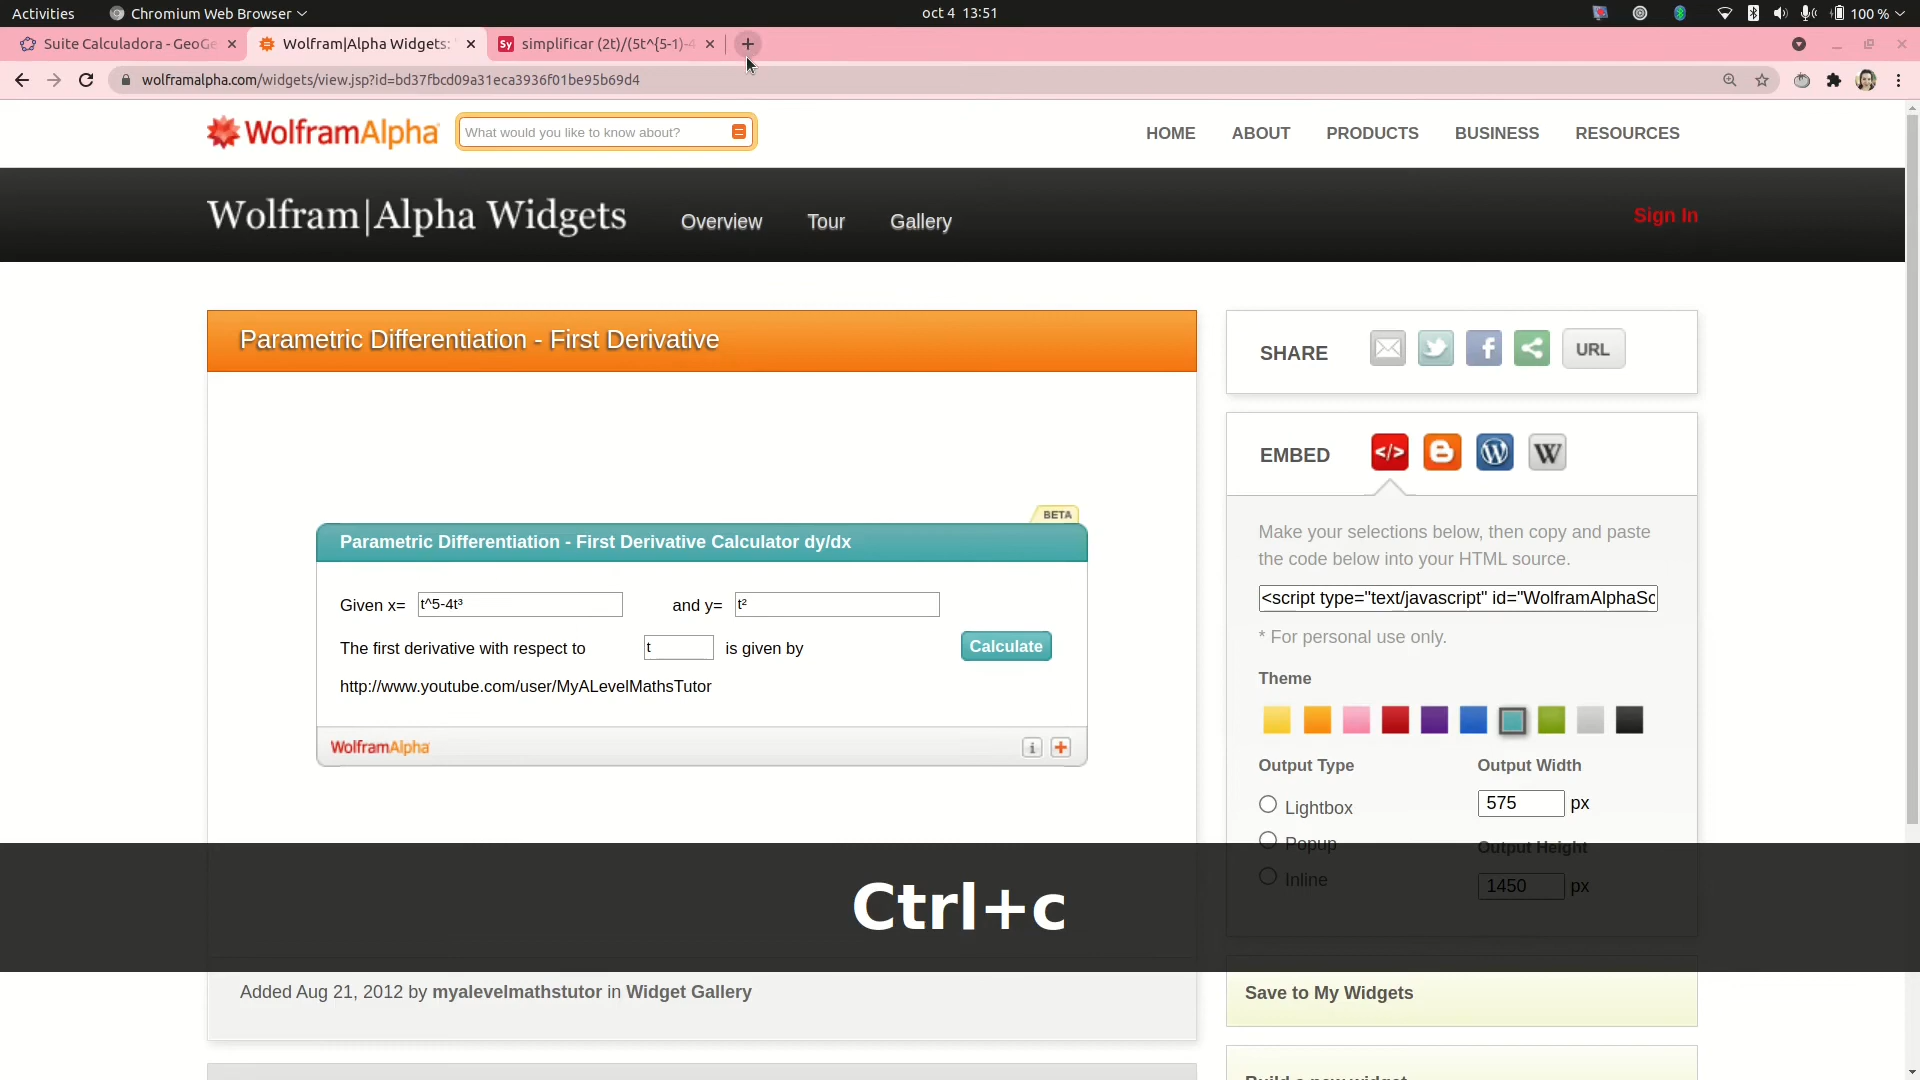 Activities
Chromium Web Browser
oct 4 13:51
100 %
Suite Calculadora - GeoGe
Wolfram|Alpha Widgets:
Sy simplificar (2t)/(5t^{5-1)-4
wolframalpha.com/widgets/view.jsp?id=bd37fbcd09a31eca3936f01be95b69d4
WolframAlpha
What would you like to know about?
HOME ABOUT PRODUCTS BUSINESS RESOURCES
Wolfram|Alpha Widgets
Overview Tour Gallery
Sign In
Parametric Differentiation - First Derivative
BETA
Parametric Differentiation - First Derivative Calculator dy/dx
Given x= t^5-4t³ and y= t²
The first derivative with respect to t is given by Calculate
http://www.youtube.com/user/MyALevelMathsTutor
WolframAlpha
Added Aug 21, 2012 by myalevelmathstutor in Widget Gallery
SHARE
URL
EMBED
</>
W
Make your selections below, then copy and paste
the code below into your HTML source.
<script type="text/javascript" id="WolframAlphaSc
* For personal use only.
Theme
Output Type
Lightbox
Popup
Inline
Output Width
575 px
Output Height
1450 px
Ctrl+c
Save to My Widgets